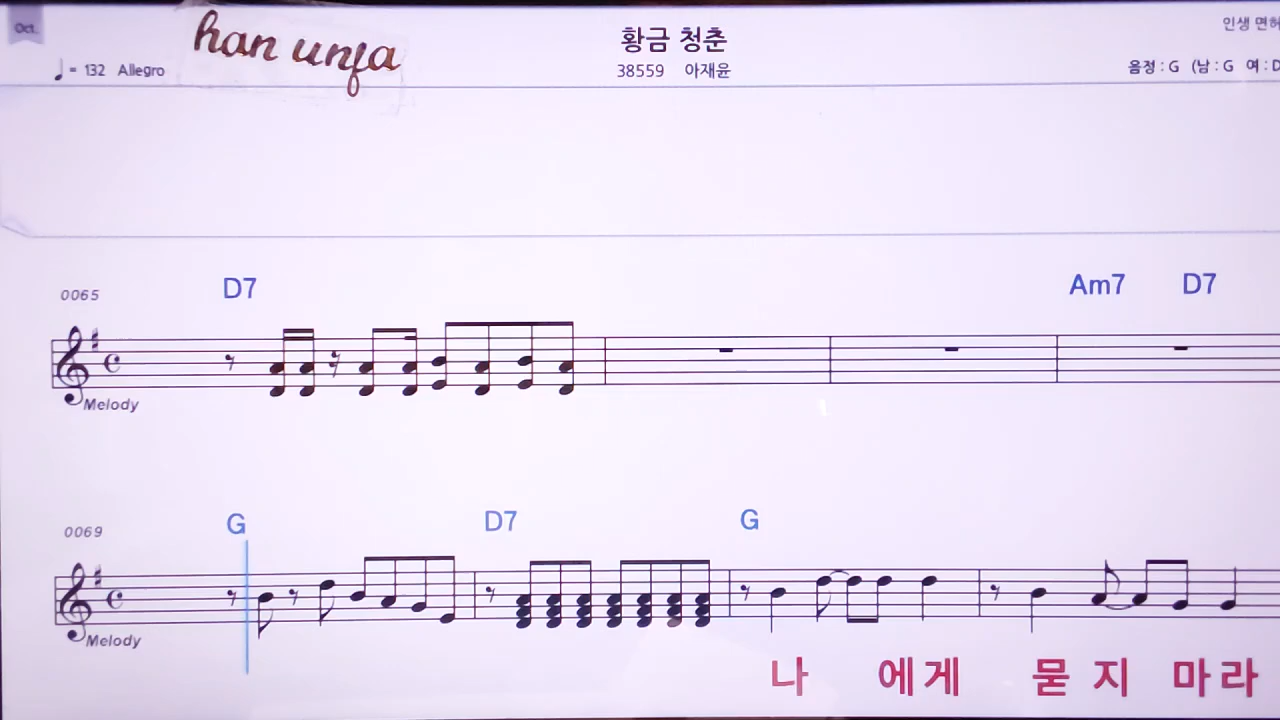 Oct.
han unja
황금 청춘
인생 면허
♩= 132 Allegro
38559 아재윤
음정 : G (남 : G 여 : D
0065
D7
Am7 D7
Melody
0069
G
D7
G
Melody
나 에게 묻 지 마라